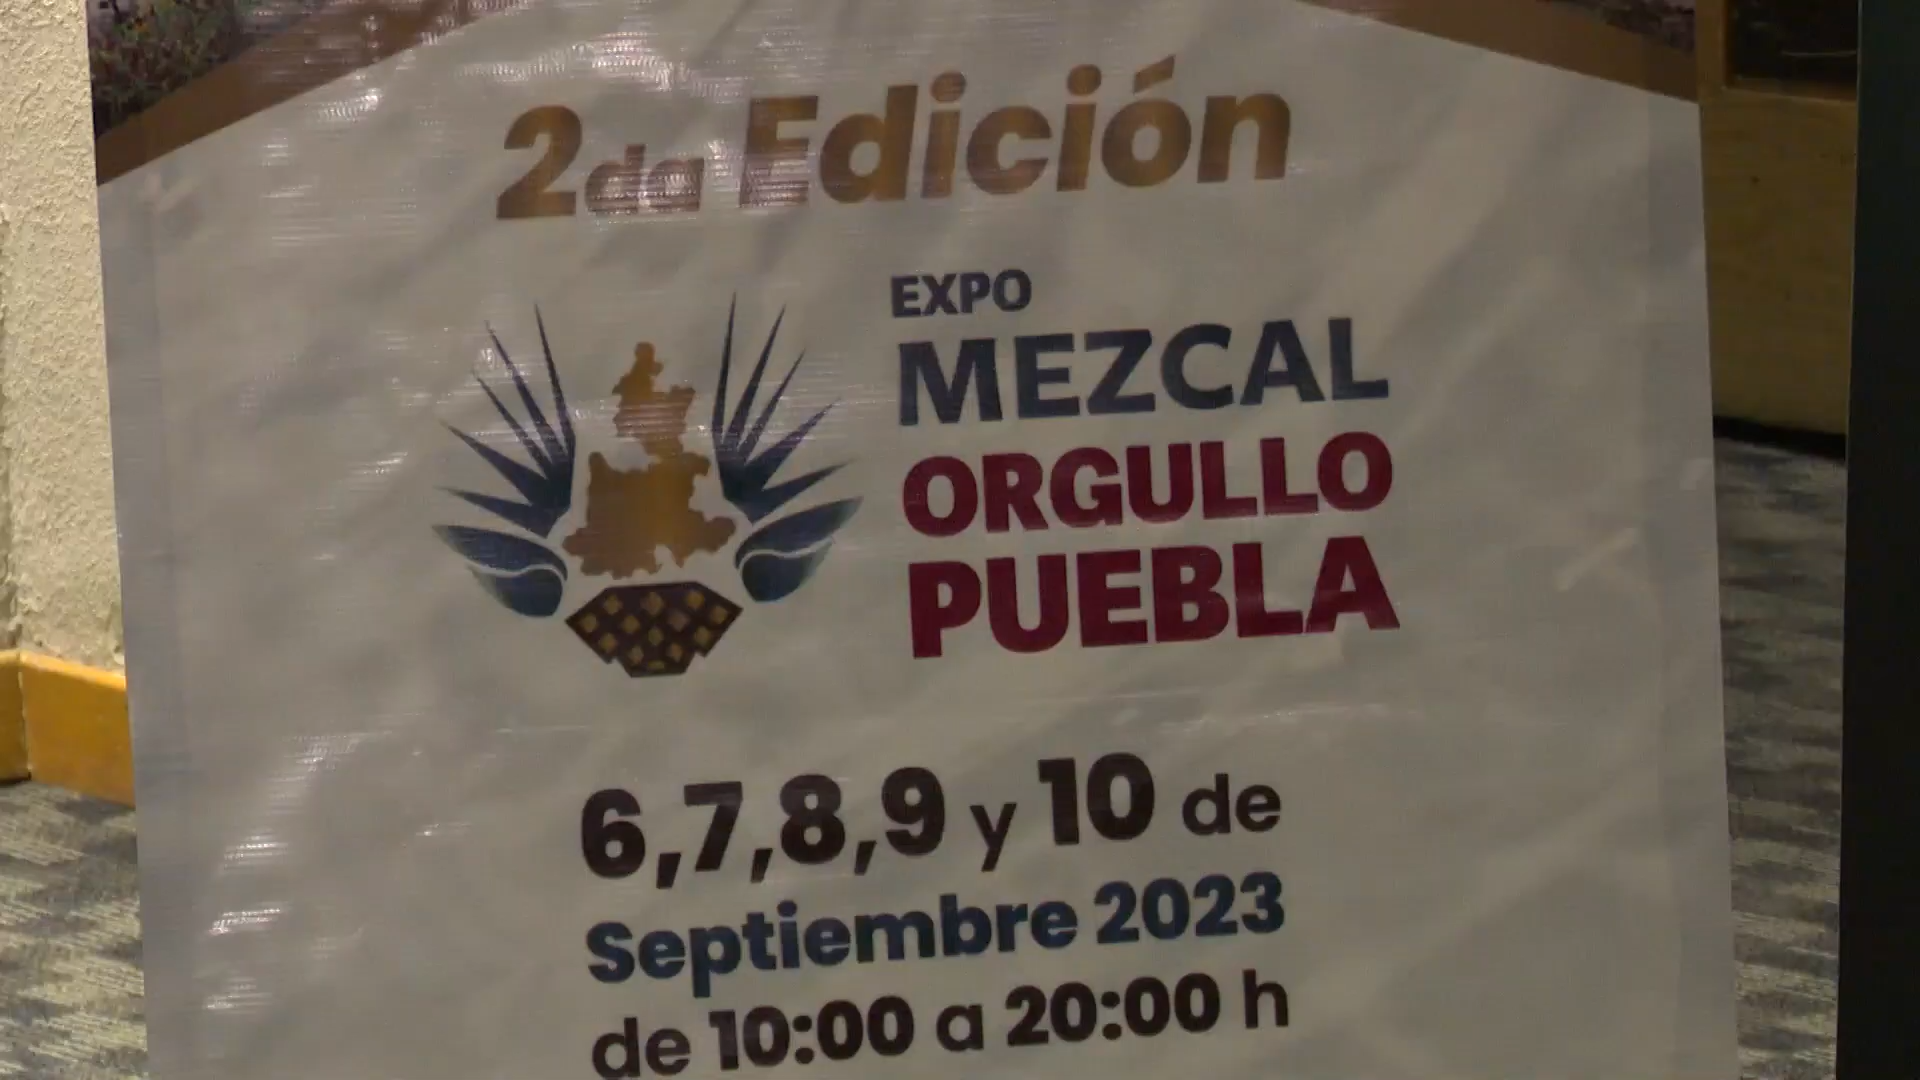 2da Edición
EXPO
MEZCAL
ORGULLO
PUEBLA
6,7,8,9 y 10 de
Septiembre 2023
de 10:00 a 20:00 h